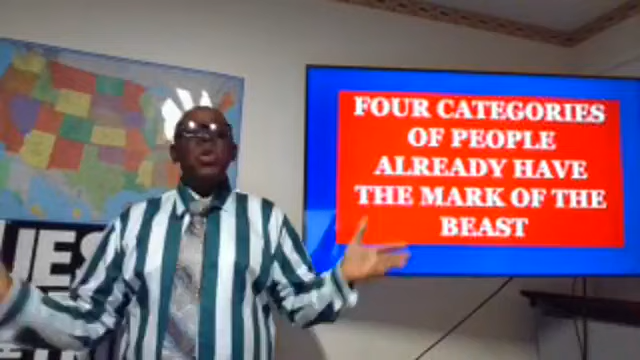 FOUR CATEGORIES
OF PEOPLE
ALREADY HAVE
THE MARK OF THE
BEAST